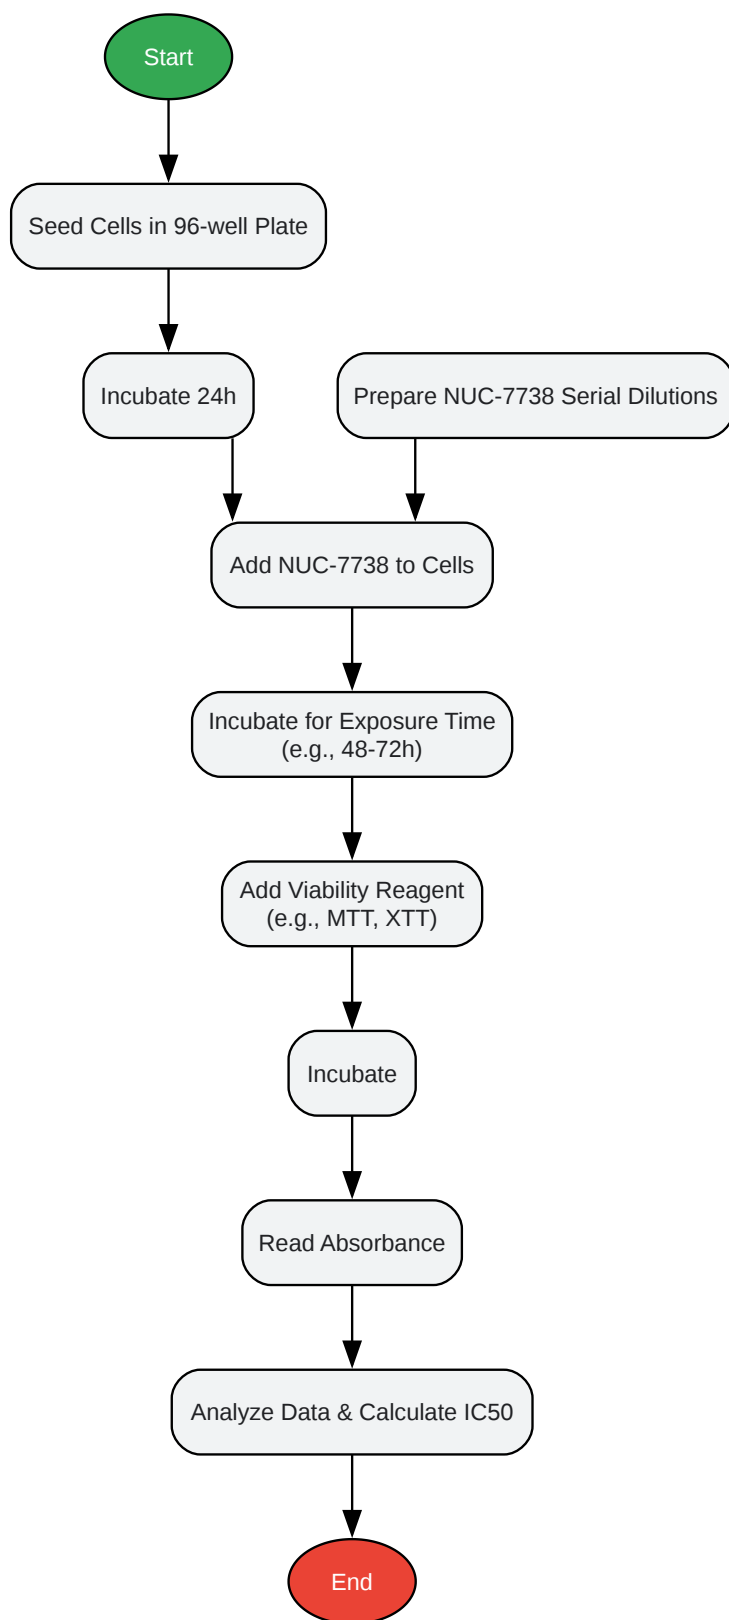 Start
Seed Cells in 96-well Plate
Incubate 24h
Prepare NUC-7738 Serial Dilutions
Add NUC-7738 to Cells
Incubate for Exposure Time
(e.g., 48-72h)
Add Viability Reagent
(e.g., MTT, XTT)
Incubate
Read Absorbance
Analyze Data & Calculate IC50
End